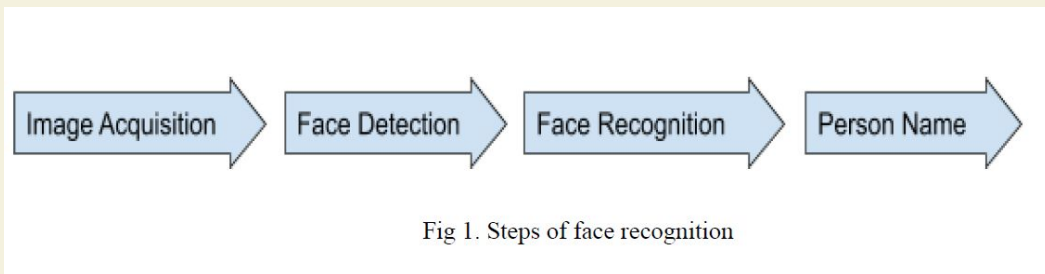 Image Acquisition
Face Detection
Face Recognition
Person Name
Fig 1. Steps of face recognition